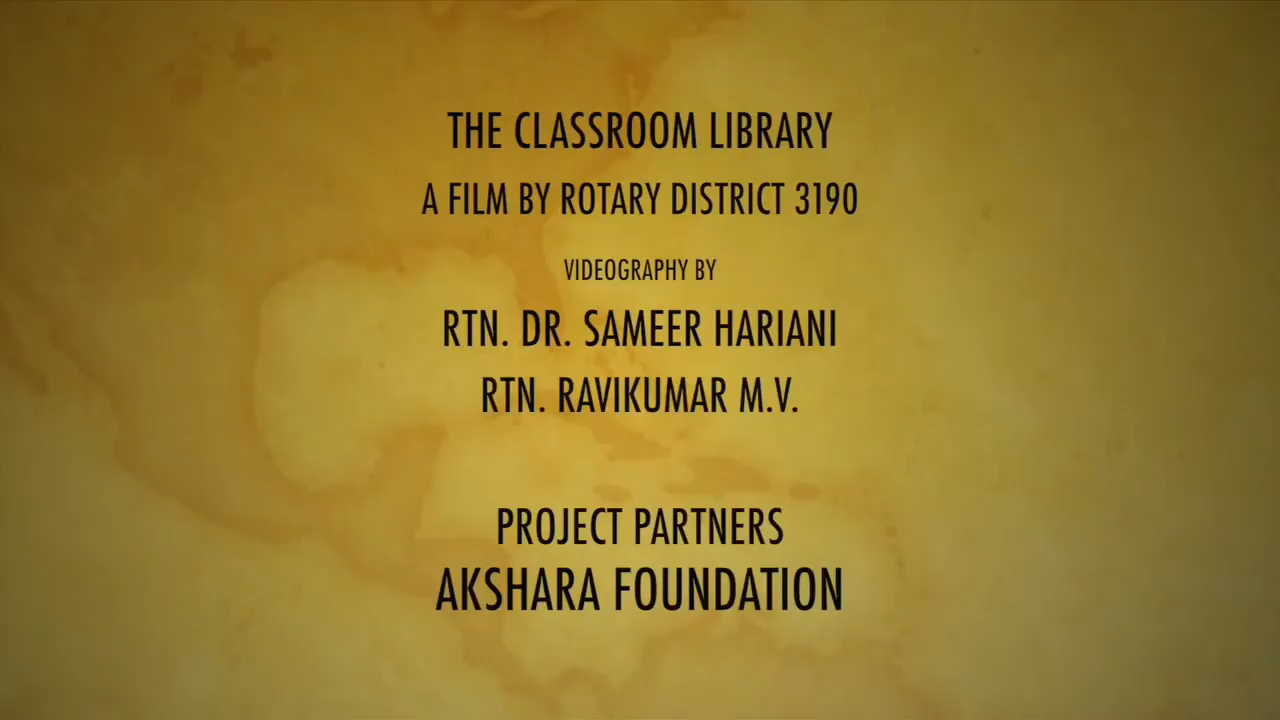 THE CLASSROOM LIBRARY
A FILM BY ROTARY DISTRICT 3190
VIDEOGRAPHY BY
RTN. DR. SAMEER HARIANI
RTN. RAVIKUMAR M.V.
PROJECT PARTNERS
AKSHARA FOUNDATION